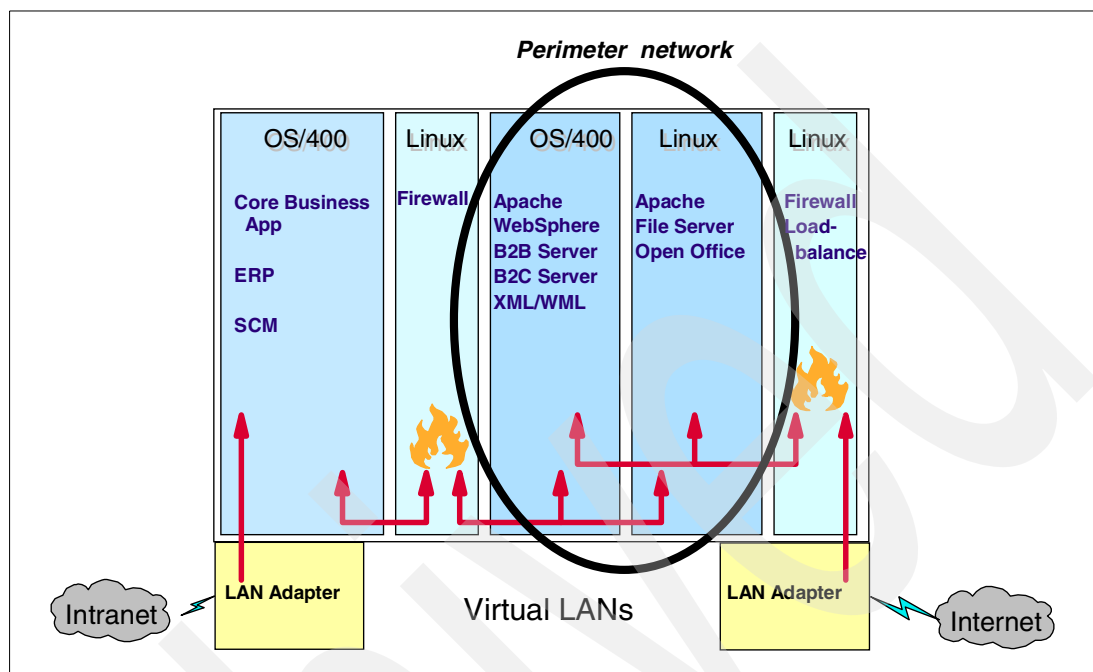 Perimeter network
OS/400
Linux
OS/400
Linux
Linux
Core Business
App
ERP
SCM
Firewall
Apache
WebSphere
B2B Server
B2C Server
XML/WML
Apache
File Server
Open Office
Firewall
Load-
balance
LAN Adapter
LAN Adapter
Intranet
Virtual LANs
Internet